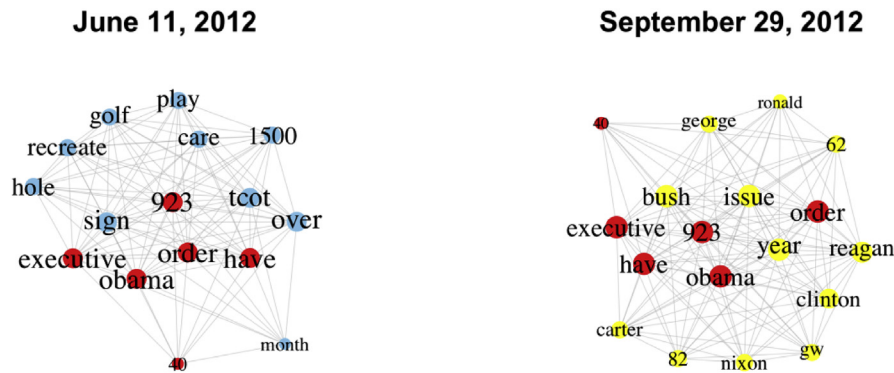 June 11, 2012
play
golf
care
1500
recreate
hole
923
tcot
sign
over
executive
order
have
obama
month
40
September 29, 2012
ronald
40
george
62
bush
issue
order
executive
923
year
reagan
have
obama
clinton
carter
82
nixon
gw